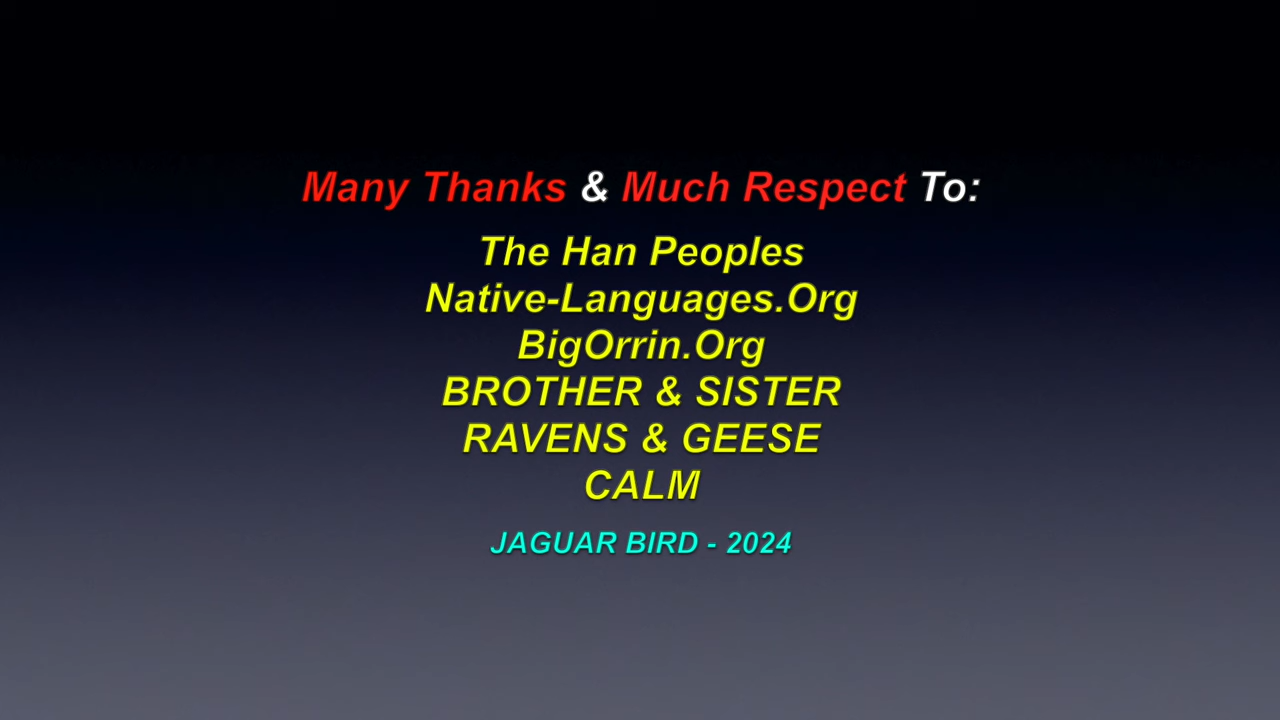 Many Thanks & Much Respect To:
The Han Peoples
Native-Languages.Org
BigOrrin.Org
BROTHER & SISTER
RAVENS & GEESE
CALM
JAGUAR BIRD - 2024